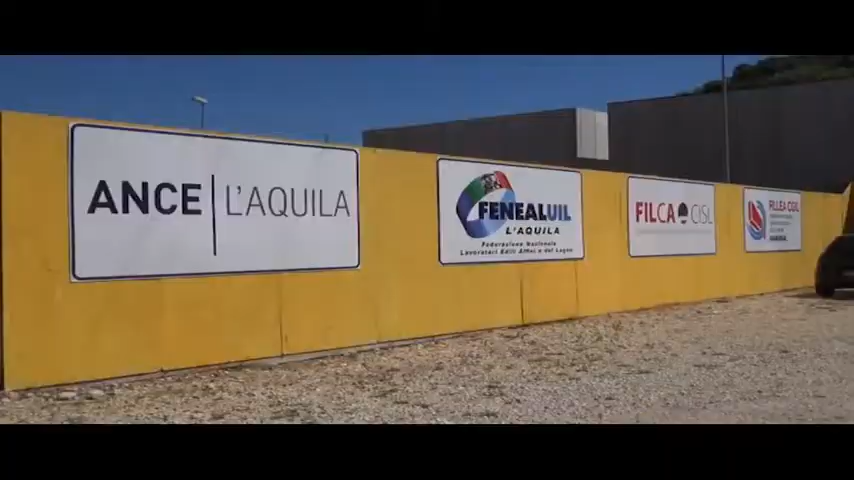 ANCE L'AQUILA
FENEALUIL
L'AQUILA
Federazione Nazionale
Lavoratori Edili Affini e del Legno
FILCA CISL
FILLEA CGIL